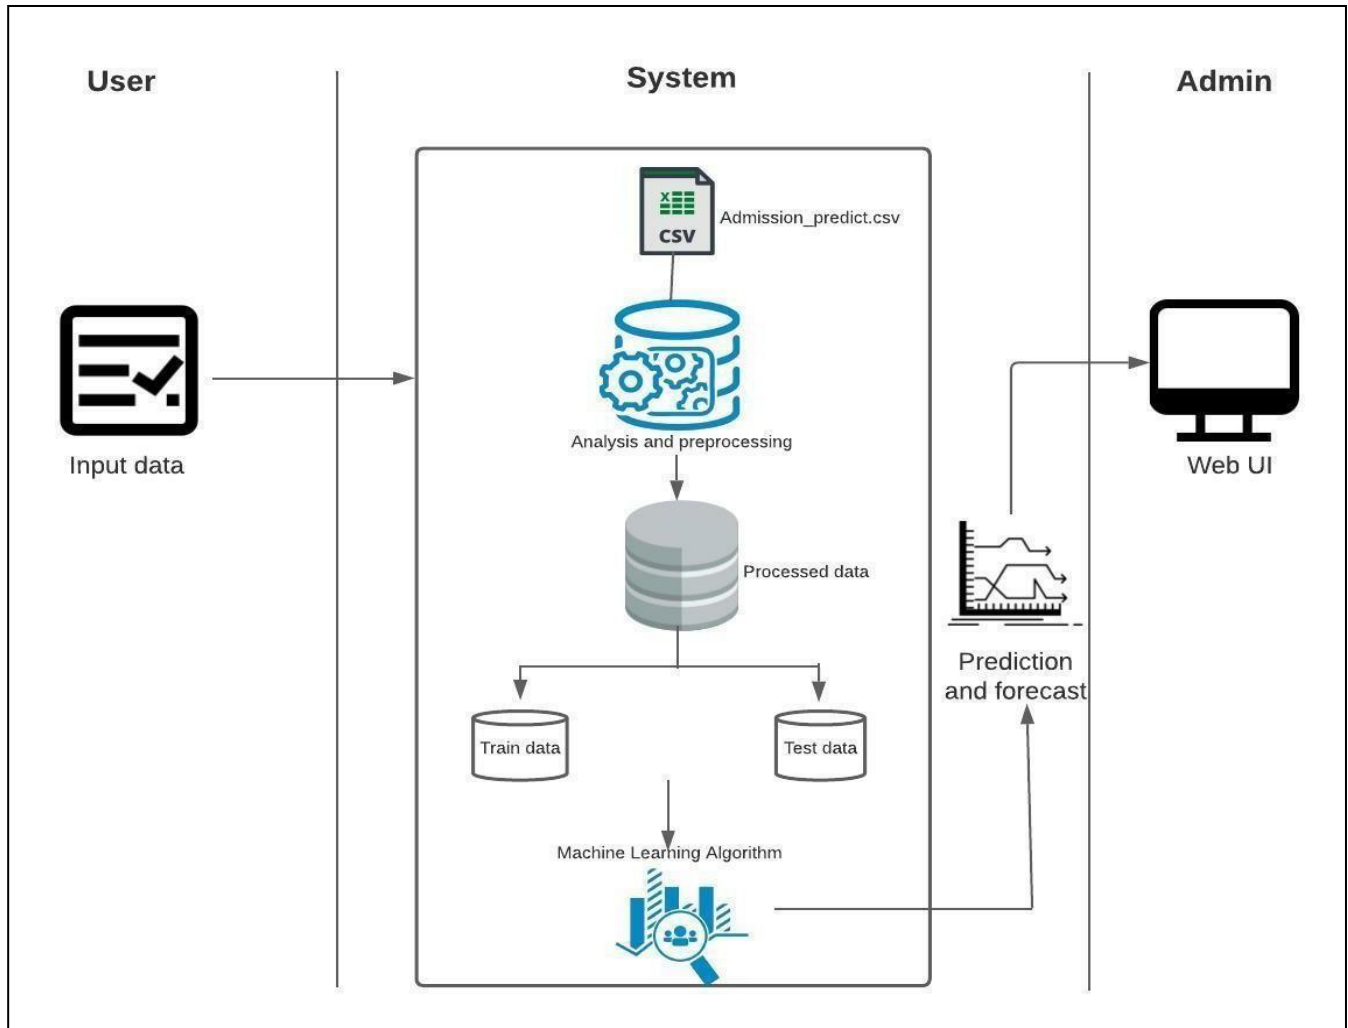 User
System
Admin
X
CSV
Admission_predict.csv
Input data
Analysis and preprocessing
Web UI
Processed data
Prediction
and forecast
Train data
Test data
Machine Learning Algorithm